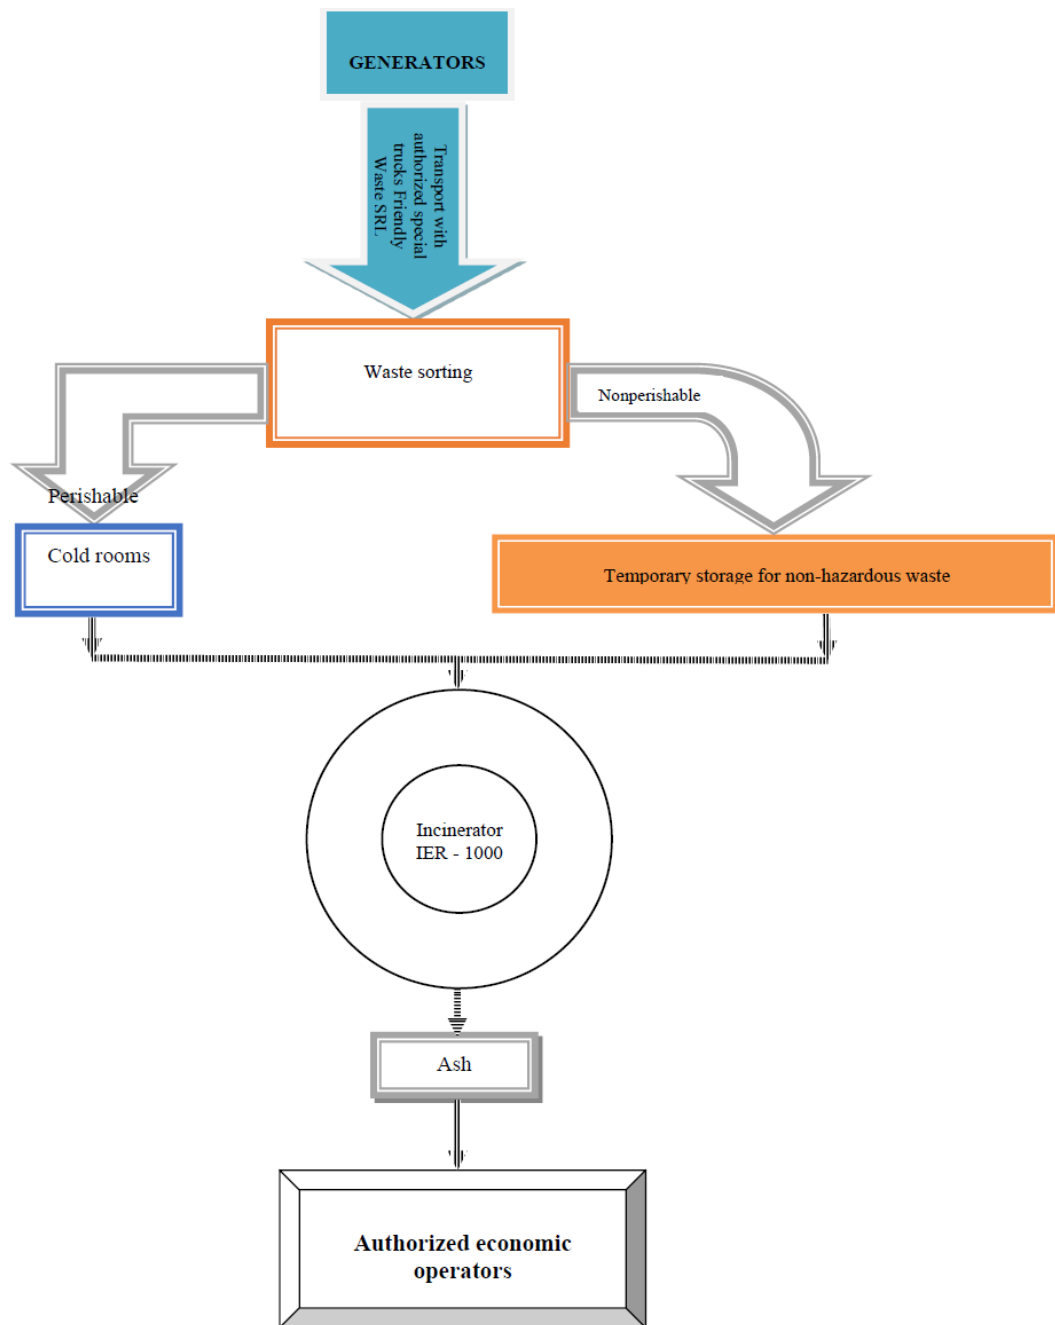 GENERATORS
Transport with
authorized special
trucks Friendly
Waste SRL
Waste sorting
Nonperishable
Perishable
Cold rooms
Temporary storage for non-hazardous waste
Incinerator
IER - 1000
Ash
Authorized economic
operators